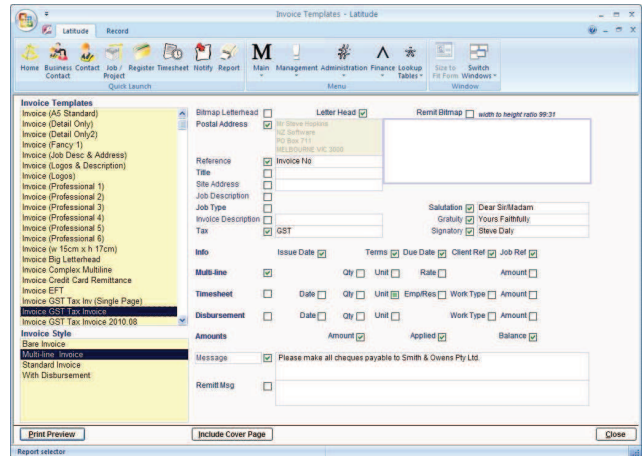 Invoice Templates - Latitude
Latitude Record
Home Business Contact Contact Job / Project Register Timesheet Notify Report Main Management Administration Finance Lookup Tables Size to Fit Form Switch Windows
Quick Launch Menu Window
Invoice Templates
Invoice (A5 Standard)
Invoice (Detail Only)
Invoice (Detail Only2)
Invoice (Fancy 1)
Invoice (Job Desc & Address)
Invoice (Logos & Description)
Invoice (Logos)
Invoice (Professional 1)
Invoice (Professional 2)
Invoice (Professional 3)
Invoice (Professional 4)
Invoice (Professional 5)
Invoice (Professional 6)
Invoice (w 15cm x h 17cm)
Invoice Big Letterhead
Invoice Complex Multiline
Invoice Credit Card Remittance
Invoice EFT
Invoice GST Tax Inv (Single Page)
Invoice GST Tax Invoice
Invoice GST Tax Invoice 2010.08
Invoice Style
Bare Invoice
Multi-line Invoice
Standard Invoice
With Disbursement
Bitmap Letterhead Letter Head Remit Bitmap width to height ratio 99:31
Postal Address Mr Steve Hopkins
NZ Software
PO Box 711
MELBOURNE VIC 3000
Reference Invoice No
Title
Site Address
Job Description
Job Type Salutation Dear Sir/Madam
Invoice Description Gratuity Yours Faithfully
Tax GST Signatory Steve Daly
Info Issue Date Terms Due Date Client Ref Job Ref
Multi-line Qty Unit Rate Amount
Timesheet Date Qty Unit Emp/Res Work Type Amount
Disbursement Date Qty Unit Work Type Amount
Amounts Amount Applied Balance
Message Please make all cheques payable to Smith & Owens Pty Ltd.
Remitt Msg
Print Preview Include Cover Page Close
Report selector